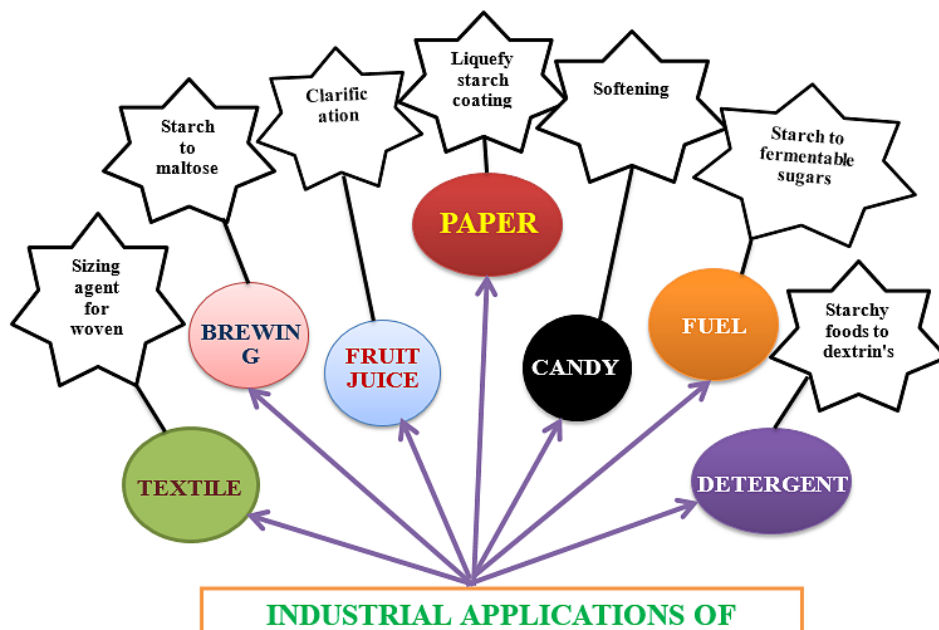 Liquefy
starch
coating
Softening
Clarific
ation
Starch
to
maltose
Starch to
fermentable
sugars
Sizing
agent
for
woven
Starchy
foods to
dextrin's
PAPER
BREWIN
G
FRUIT
JUICE
CANDY
FUEL
TEXTILE
DETERGENT
INDUSTRIAL APPLICATIONS OF